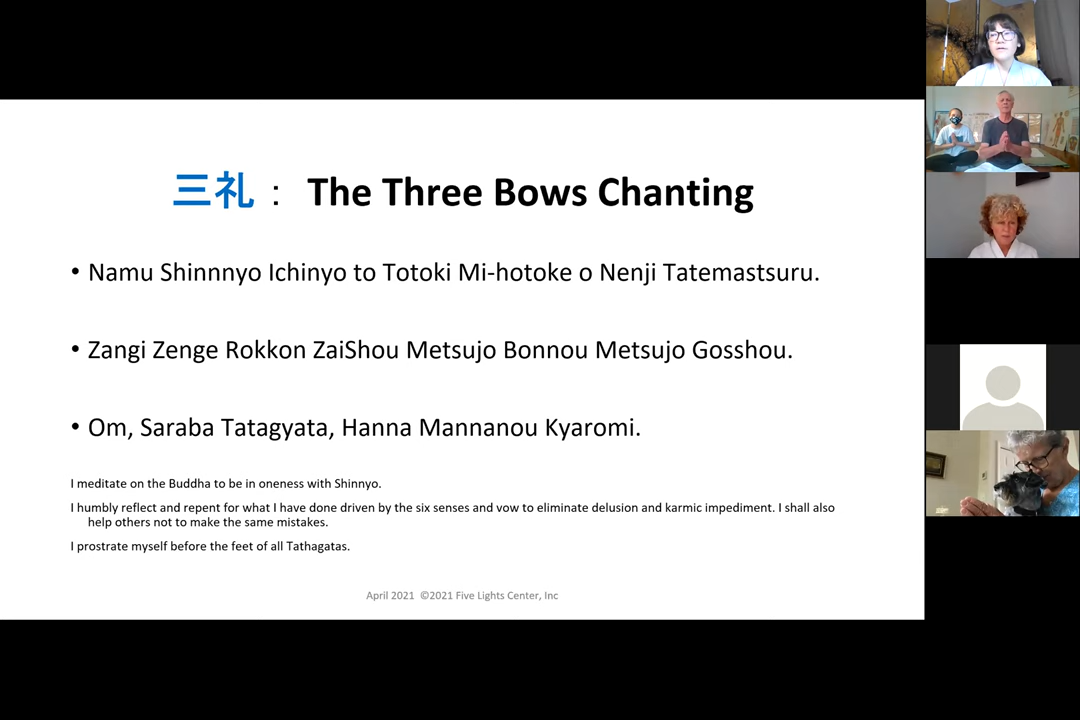 三礼： The Three Bows Chanting
• Namu Shinnnyo Ichinyo to Totoki Mi-hotoke o Nenji Tatemastsuru.
• Zangi Zenge Rokkon ZaiShou Metsujo Bonnou Metsujo Gosshou.
• Om, Saraba Tatagyata, Hanna Mannanou Kyaromi.
I meditate on the Buddha to be in oneness with Shinnyo.
I humbly reflect and repent for what I have done driven by the six senses and vow to eliminate delusion and karmic impediment. I shall also
help others not to make the same mistakes.
I prostrate myself before the feet of all Tathagatas.
April 2021 ©2021 Five Lights Center, Inc